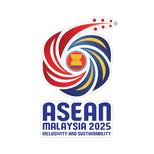 ASEAN
MALAYSIA 2025
INCLUSIVITY AND SUSTAINABILITY